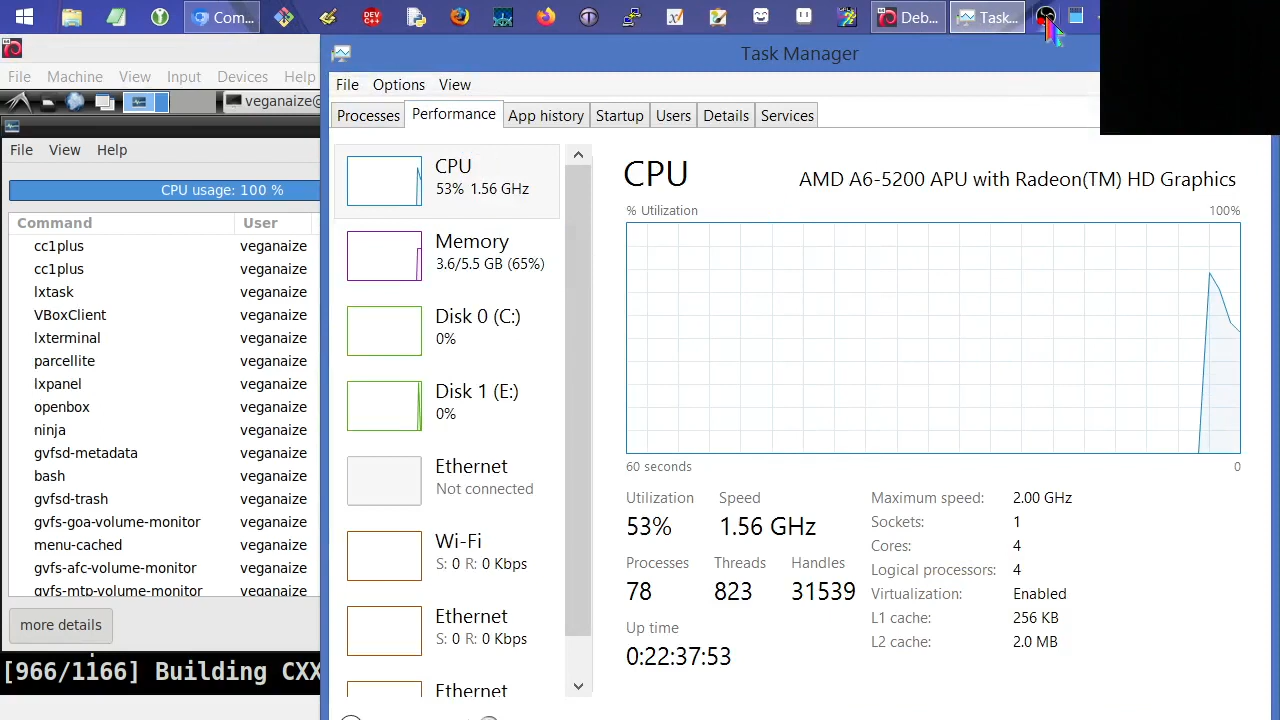 Com...
DEV C++
Deb...
Task...
File Machine View Input Devices Help
veganaize@
File View Help
CPU usage: 100 %
Command User
cc1plus veganaize
cc1plus veganaize
lxtask veganaize
VBoxClient veganaize
lxterminal veganaize
parcellite veganaize
lxpanel veganaize
openbox veganaize
ninja veganaize
gvfsd-metadata veganaize
bash veganaize
gvfsd-trash veganaize
gvfs-goa-volume-monitor veganaize
menu-cached veganaize
gvfs-afc-volume-monitor veganaize
gvfs-mtp-volume-monitor veganaize
more details
[966/1166] Building CXX
Task Manager
File Options View
Processes Performance App history Startup Users Details Services
CPU
53% 1.56 GHz
Memory
3.6/5.5 GB (65%)
Disk 0 (C:)
0%
Disk 1 (E:)
0%
Ethernet
Not connected
Wi-Fi
S: 0 R: 0 Kbps
Ethernet
S: 0 R: 0 Kbps
Ethernet
CPU AMD A6-5200 APU with Radeon(TM) HD Graphics
% Utilization 100%
60 seconds 0
Utilization Speed
53% 1.56 GHz
Processes Threads Handles
78 823 31539
Up time
0:22:37:53
Maximum speed: 2.00 GHz
Sockets: 1
Cores: 4
Logical processors: 4
Virtualization: Enabled
L1 cache: 256 KB
L2 cache: 2.0 MB